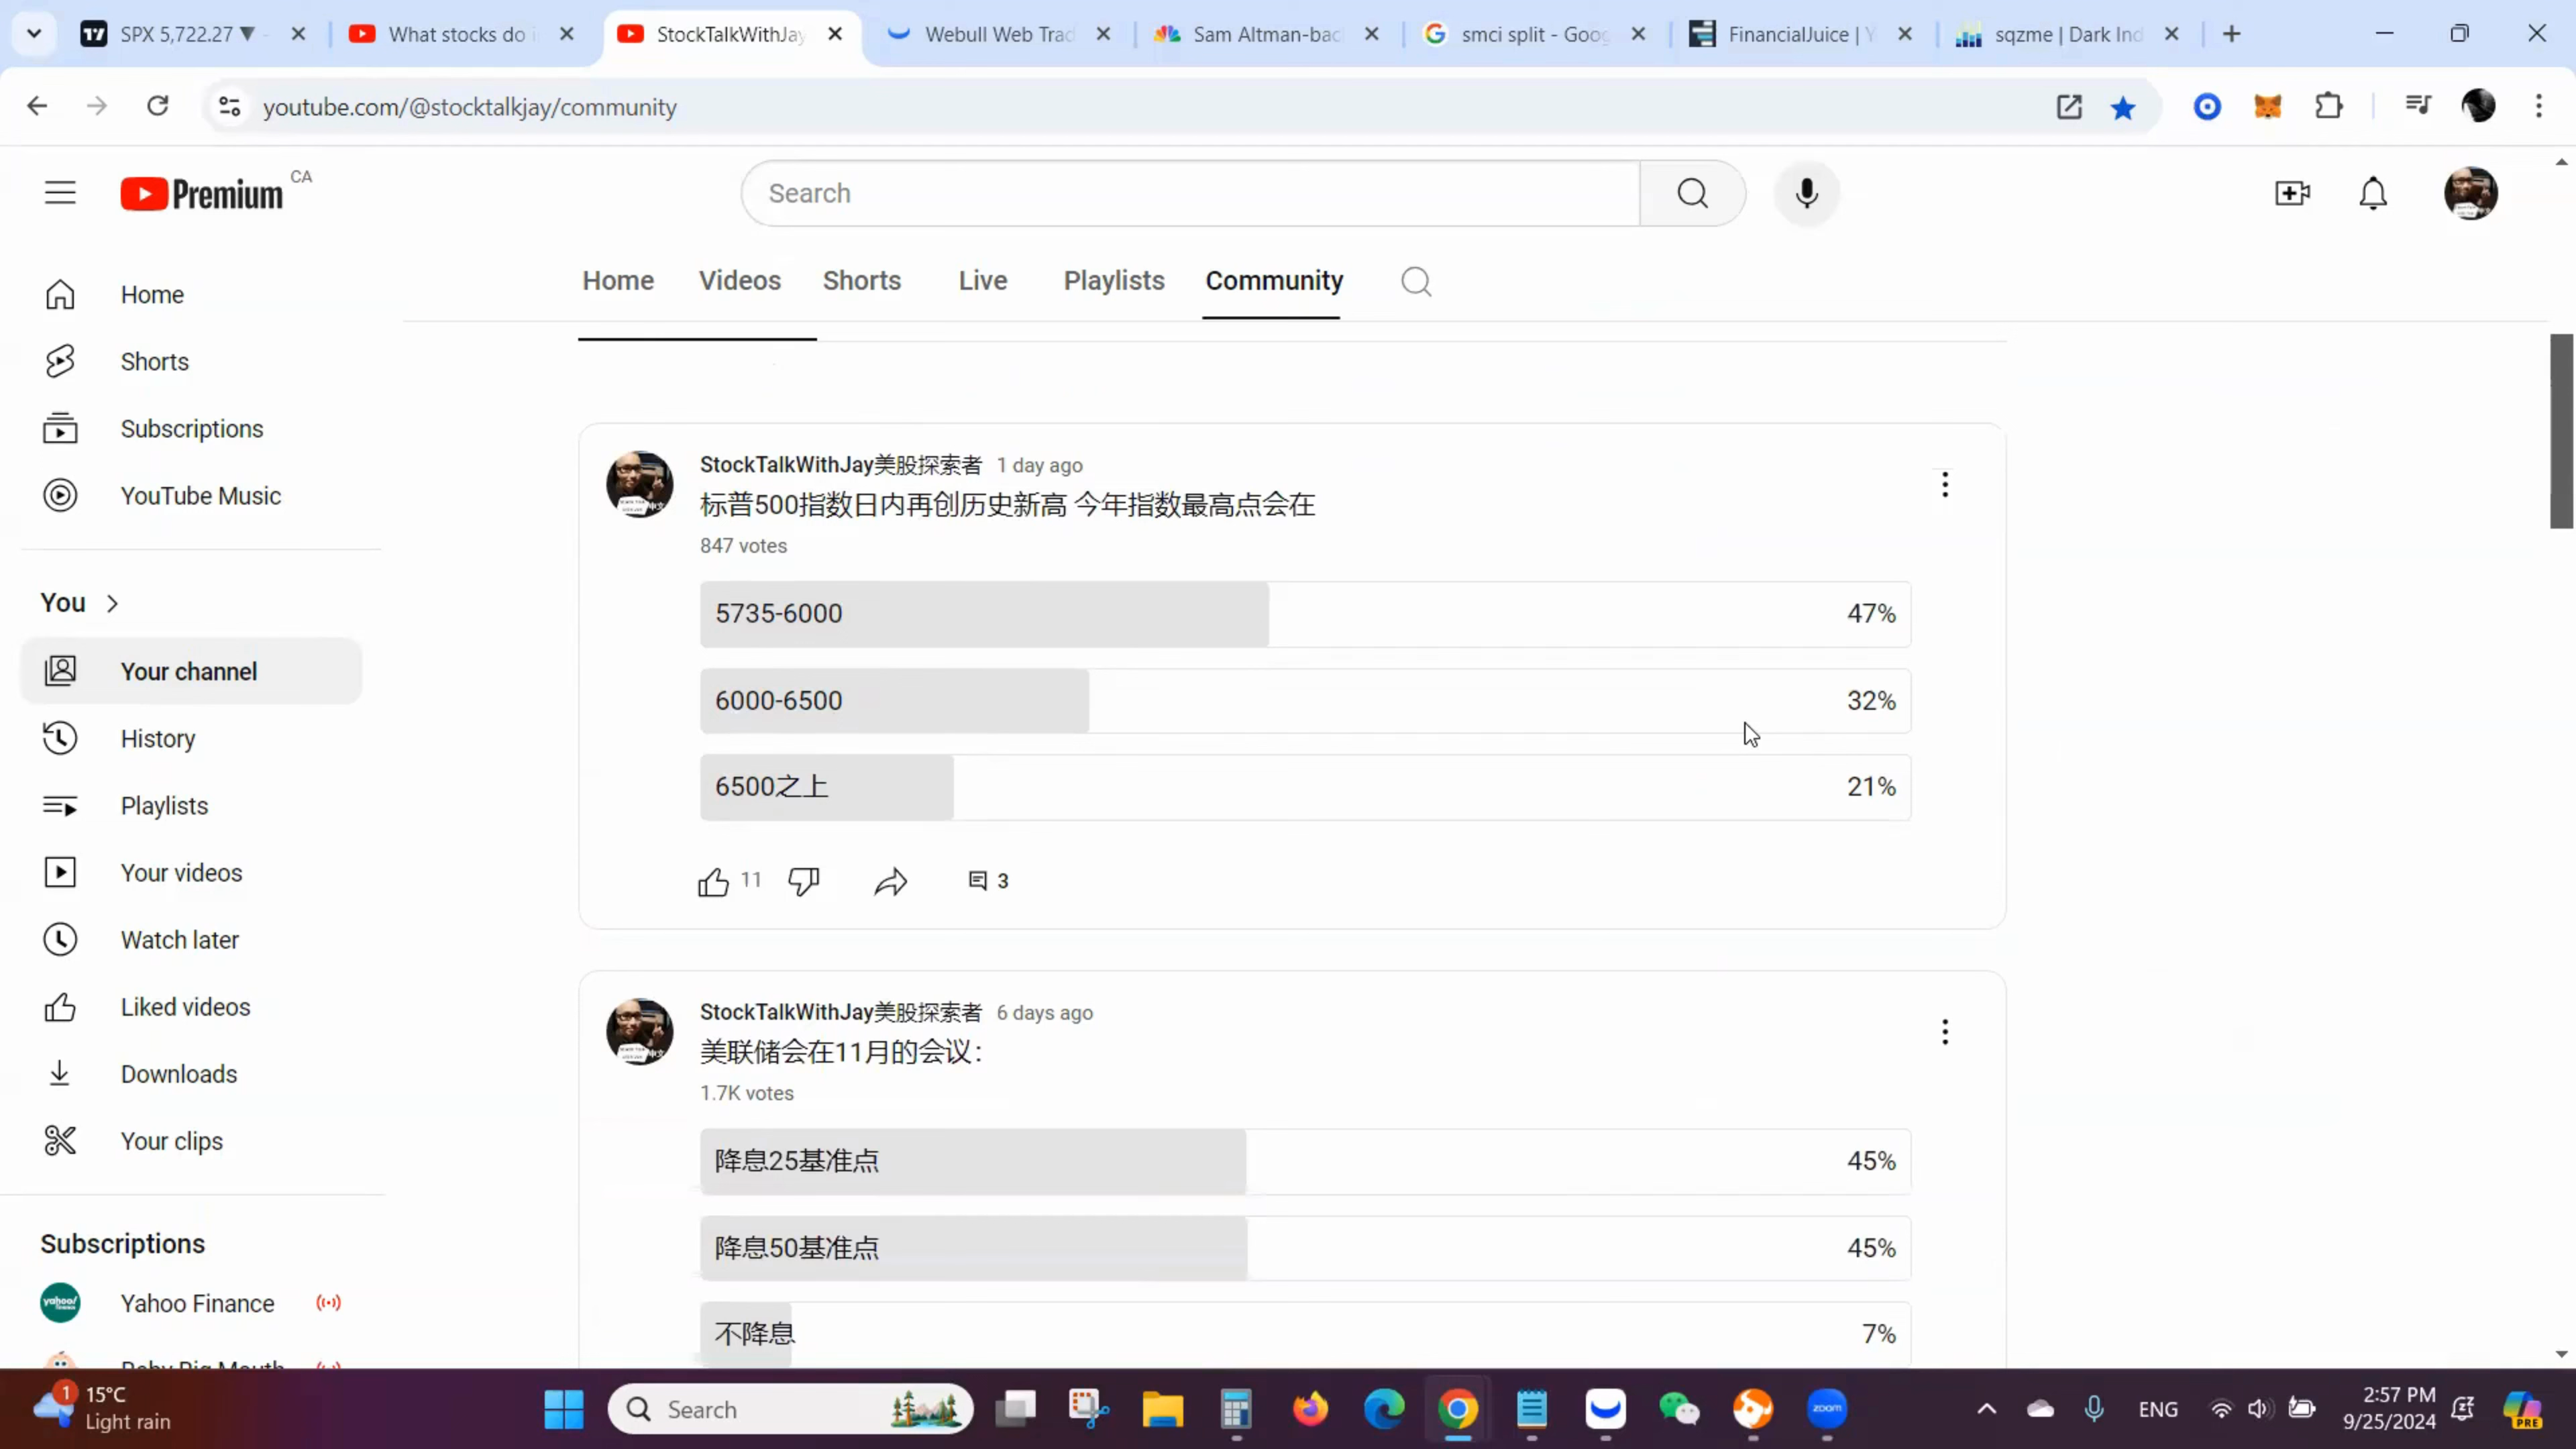 SPX 5,722.27 ▼
What stocks do i
StockTalkWithJay
Webull Web Trad
Sam Altman-bac
smci split - Goog
FinancialJuice | Y
sqzme | Dark Ind
youtube.com/@stocktalkjay/community
Premium CA
Search
Home Videos Shorts Live Playlists Community
Home
Shorts
Subscriptions
YouTube Music
You
Your channel
History
Playlists
Your videos
Watch later
Liked videos
Downloads
Your clips
Subscriptions
Yahoo Finance
Baby Big Mouth
StockTalkWithJay美股探索者 1 day ago
标普500指数日内再创历史新高 今年指数最高点会在
847 votes
5735-6000 47%
6000-6500 32%
6500之上 21%
11 3
StockTalkWithJay美股探索者 6 days ago
美联储会在11月的会议：
1.7K votes
降息25基准点 45%
降息50基准点 45%
不降息 7%
1 15°C
Light rain
Search
zoom
ENG
2:57 PM
9/25/2024
PRE